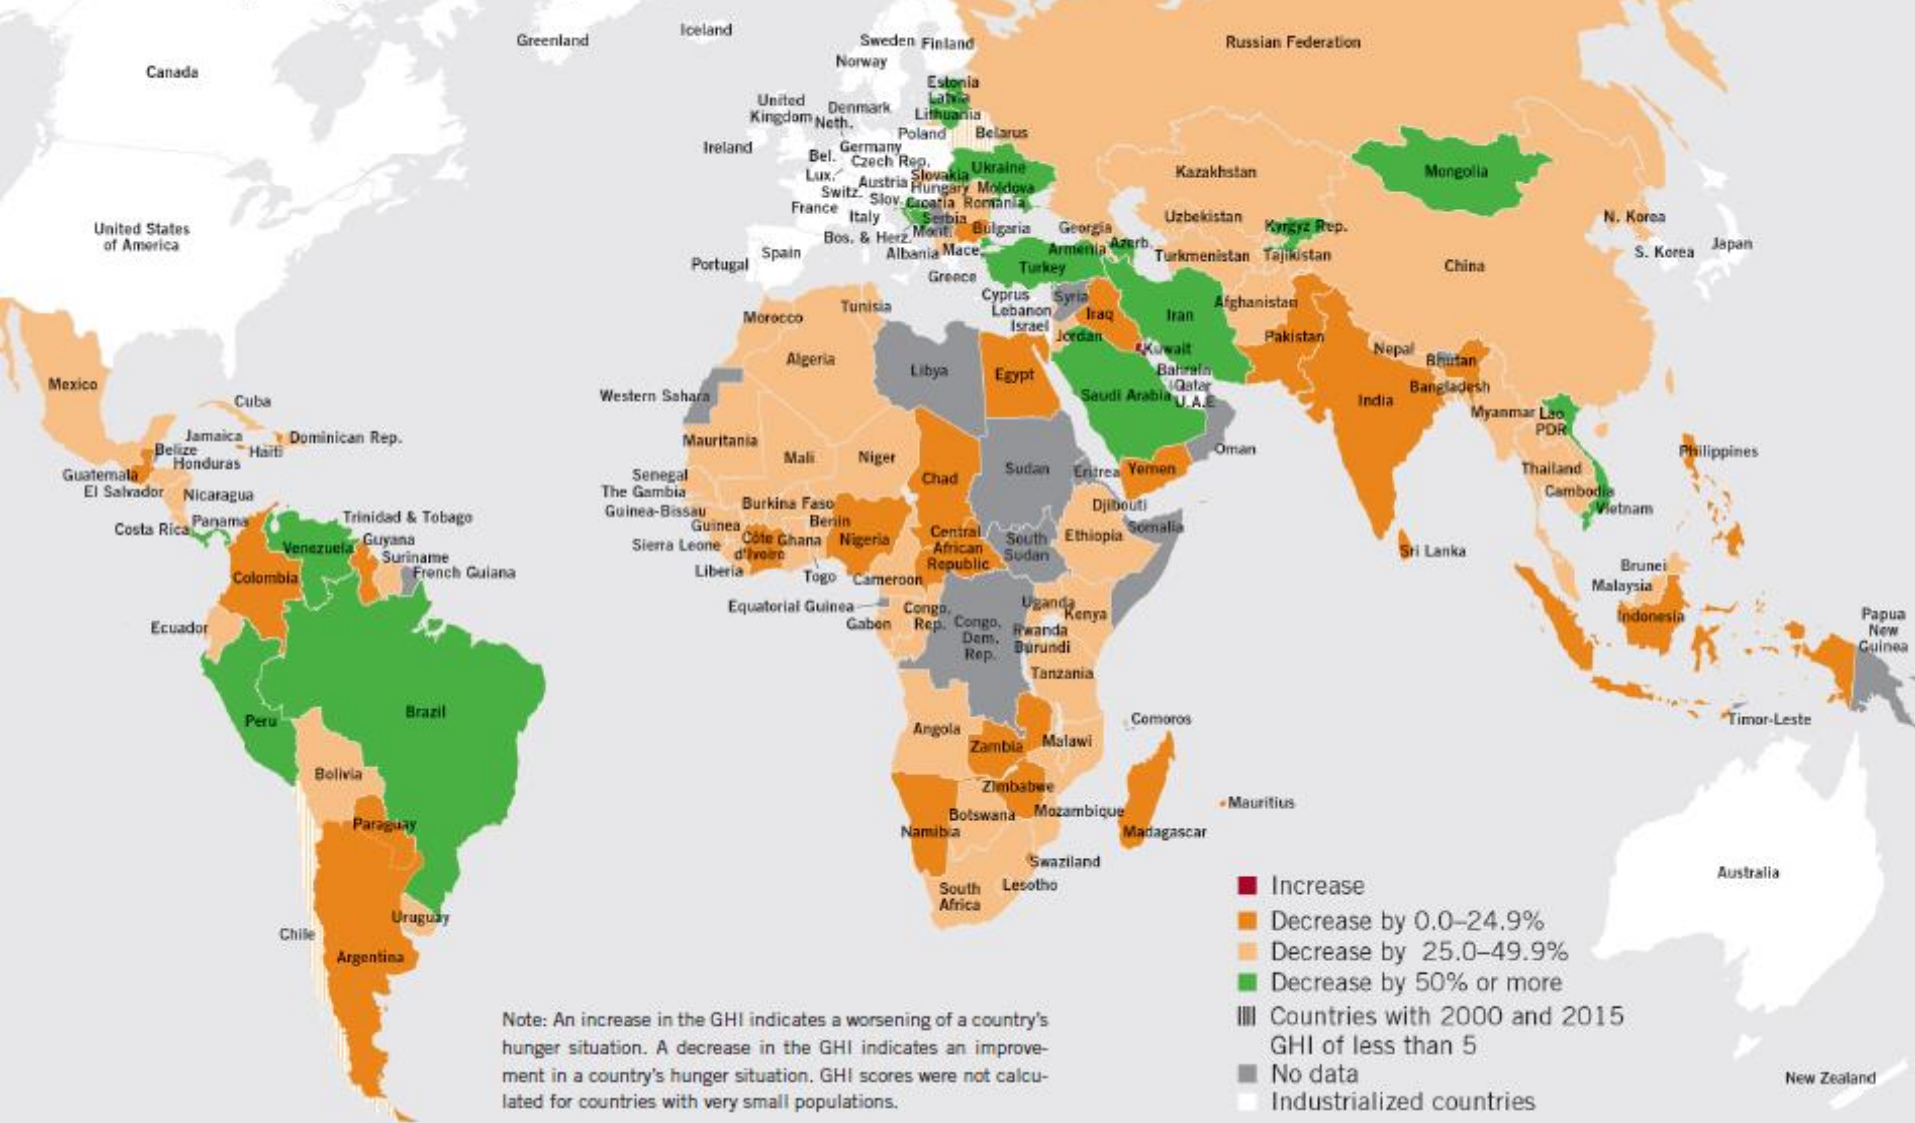 Greenland
Iceland
Sweden
Finland
Norway
Russian Federation
Canada
Estonia
Latvia
Lithuania
United
Kingdom
Denmark
Neth.
Poland
Belarus
Ireland
Germany
Bel.
Czech Rep.
Lux.
Slovakia
Ukraine
Austria
Hungary
Moldova
Switz.
Slov.
Croatia
Romania
France
Italy
Serbia
Bos. & Herz.
Mont.
Bulgaria
Georgia
Albania
Mace.
Armenia
Azerb.
Spain
Portugal
Greece
Turkey
Kazakhstan
Mongolia
Uzbekistan
Kyrgyz Rep.
Turkmenistan
Tajikistan
China
N. Korea
S. Korea
Japan
United States
of America
Cyprus
Syria
Lebanon
Israel
Iraq
Iran
Afghanistan
Jordan
Pakistan
Kuwait
Nepal
Bhutan
Bahrain
Qatar
Saudi Arabia
U.A.E
India
Bangladesh
Myanmar
Lao
PDR
Tunisia
Morocco
Algeria
Libya
Egypt
Western Sahara
Mexico
Cuba
Jamaica
Dominican Rep.
Belize
Haiti
Honduras
Guatemala
El Salvador
Nicaragua
Costa Rica
Panama
Trinidad & Tobago
Venezuela
Guyana
Suriname
French Guiana
Colombia
Ecuador
Peru
Brazil
Bolivia
Paraguay
Uruguay
Chile
Argentina
Mauritania
Mali
Niger
Chad
Sudan
Eritrea
Yemen
Oman
Senegal
The Gambia
Guinea-Bissau
Burkina Faso
Guinea
Benin
Djibouti
Somalia
Sierra Leone
Côte
d'Ivoire
Ghana
Nigeria
Central
African
Republic
South
Sudan
Ethiopia
Liberia
Togo
Cameroon
Equatorial Guinea
Gabon
Congo,
Rep.
Congo,
Dem.
Rep.
Uganda
Kenya
Rwanda
Burundi
Tanzania
Angola
Comoros
Zambia
Malawi
Zimbabwe
Mozambique
Botswana
Namibia
Madagascar
Mauritius
Swaziland
Lesotho
South
Africa
Thailand
Cambodia
Vietnam
Philippines
Sri Lanka
Brunei
Malaysia
Indonesia
Papua
New
Guinea
Timor-Leste
Australia
New Zealand
Increase
Decrease by 0.0–24.9%
Decrease by 25.0–49.9%
Decrease by 50% or more
Countries with 2000 and 2015
GHI of less than 5
No data
Industrialized countries
Note: An increase in the GHI indicates a worsening of a country's
hunger situation. A decrease in the GHI indicates an improve-
ment in a country's hunger situation. GHI scores were not calcu-
lated for countries with very small populations.